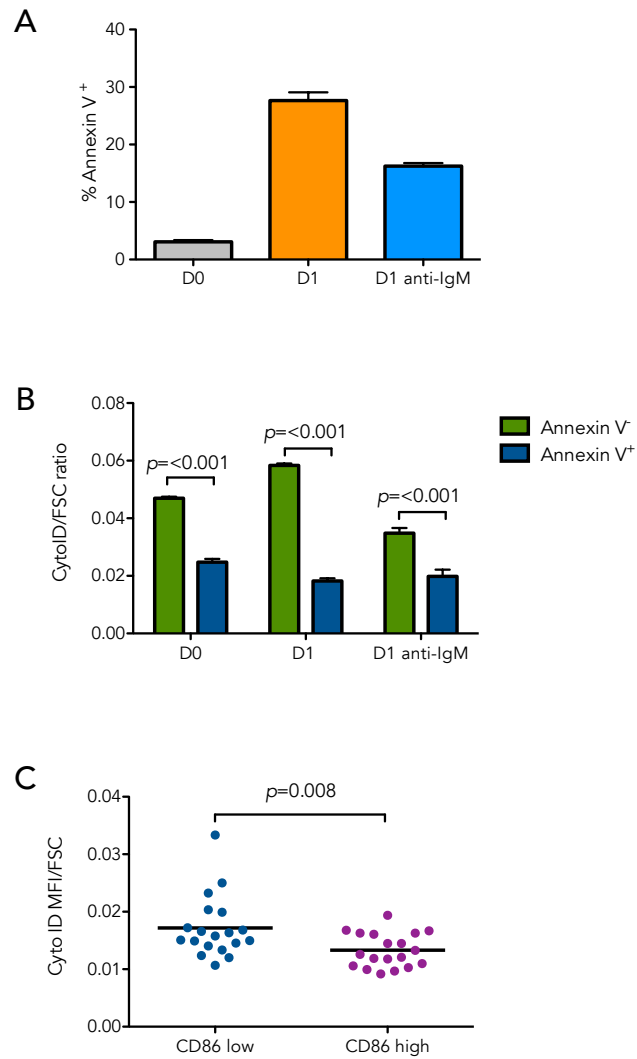 A
% Annexin V +
40
30
20
10
0
D0
D1
D1 anti-IgM
B
CytoID/FSC ratio
0.08
0.06
0.04
0.02
0.00
p=<0.001
p=<0.001
p=<0.001
D0
D1
D1 anti-IgM
Annexin V-
Annexin V+
C
Cyto ID MFI/FSC
0.04
0.03
0.02
0.01
0.00
p=0.008
CD86 low
CD86 high